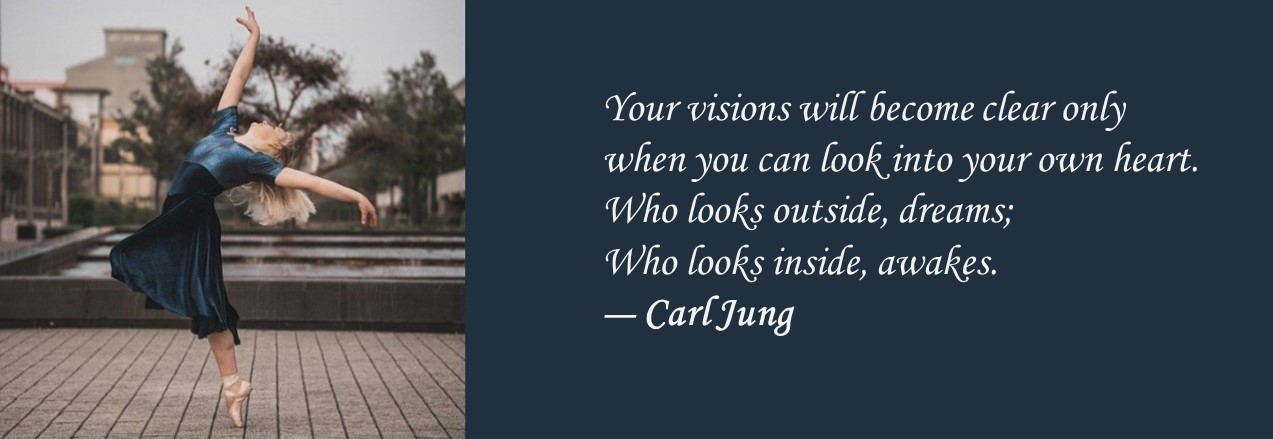 Your visions will become clear only
when you can look into your own heart.
Who looks outside, dreams;
Who looks inside, awakes.
— Carl Jung